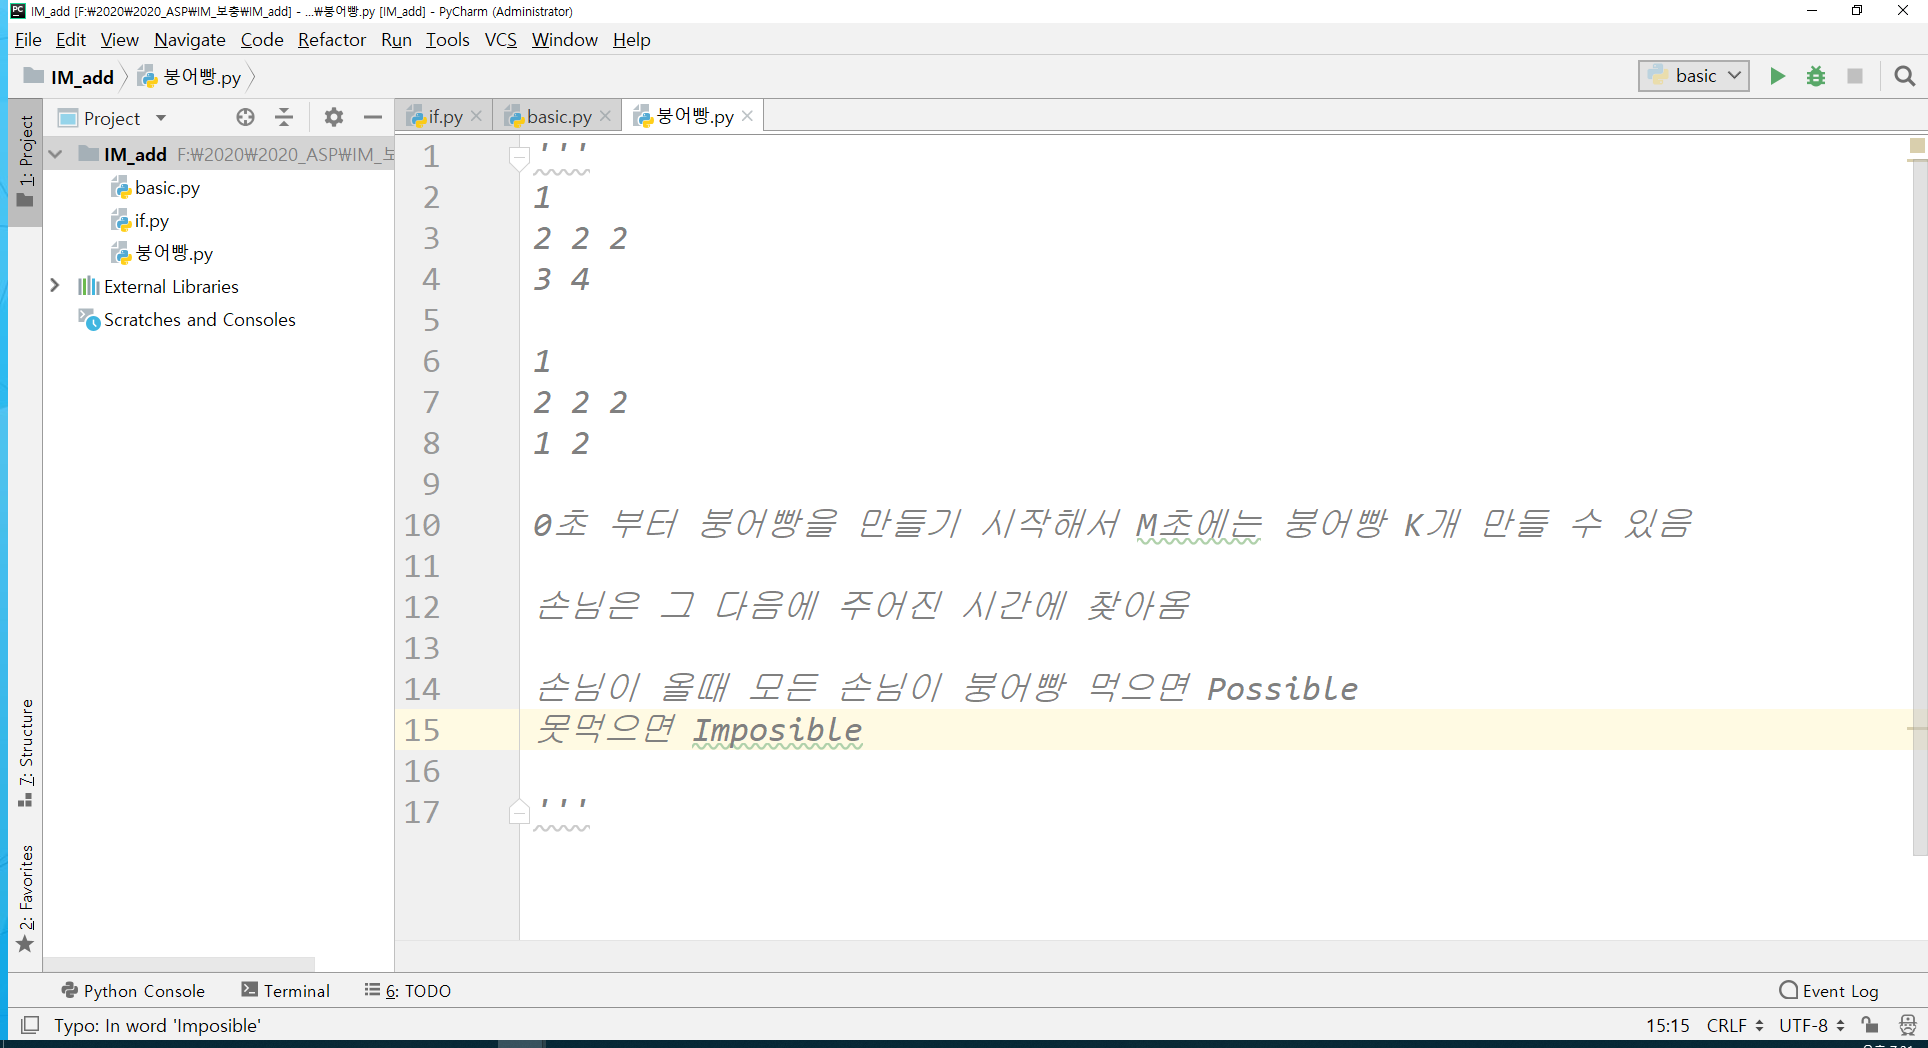 IM_add [F:₩2020₩2020_ASP₩IM_보충₩IM_add] - ...₩붕어빵.py [IM_add] - PyCharm (Administrator)
File Edit View Navigate Code Refactor Run Tools VCS Window Help
IM_add 붕어빵.py basic
1: Project
Project
if.py basic.py 붕어빵.py
IM_add F:₩2020₩2020_ASP₩IM_보
basic.py
if.py
붕어빵.py
External Libraries
Scratches and Consoles
1 '''
2 1
3 2 2 2
4 3 4
5
6 1
7 2 2 2
8 1 2
9
10 0초 부터 붕어빵을 만들기 시작해서 M초에는 붕어빵 K개 만들 수 있음
11
12 손님은 그 다음에 주어진 시간에 찾아옴
13
14 손님이 올때 모든 손님이 붕어빵 먹으면 Possible
15 못먹으면 Imposible
16
17 '''
7: Structure
2: Favorites
Python Console Terminal 6: TODO Event Log
Typo: In word 'Imposible' 15:15 CRLF UTF-8